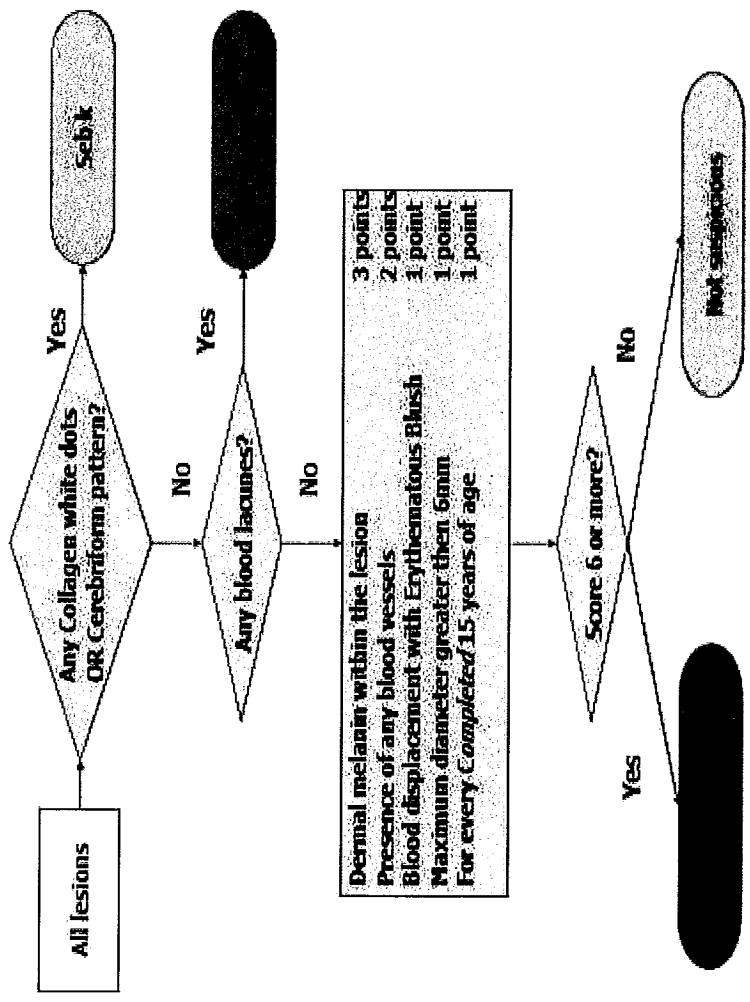 All lesions
Any Collagen white dots
OR Cerebriform pattern?
Yes
Seb k
No
Any blood lacunes?
Yes
No
Dermal melanin within the lesion 3 points
Presence of any blood vessels 2 points
Blood displacement with Erythematous Blush 1 point
Maximum diameter greater then 6mm 1 point
For every Completed 15 years of age 1 point
Score 6 or more?
Yes
No
Not suspicious